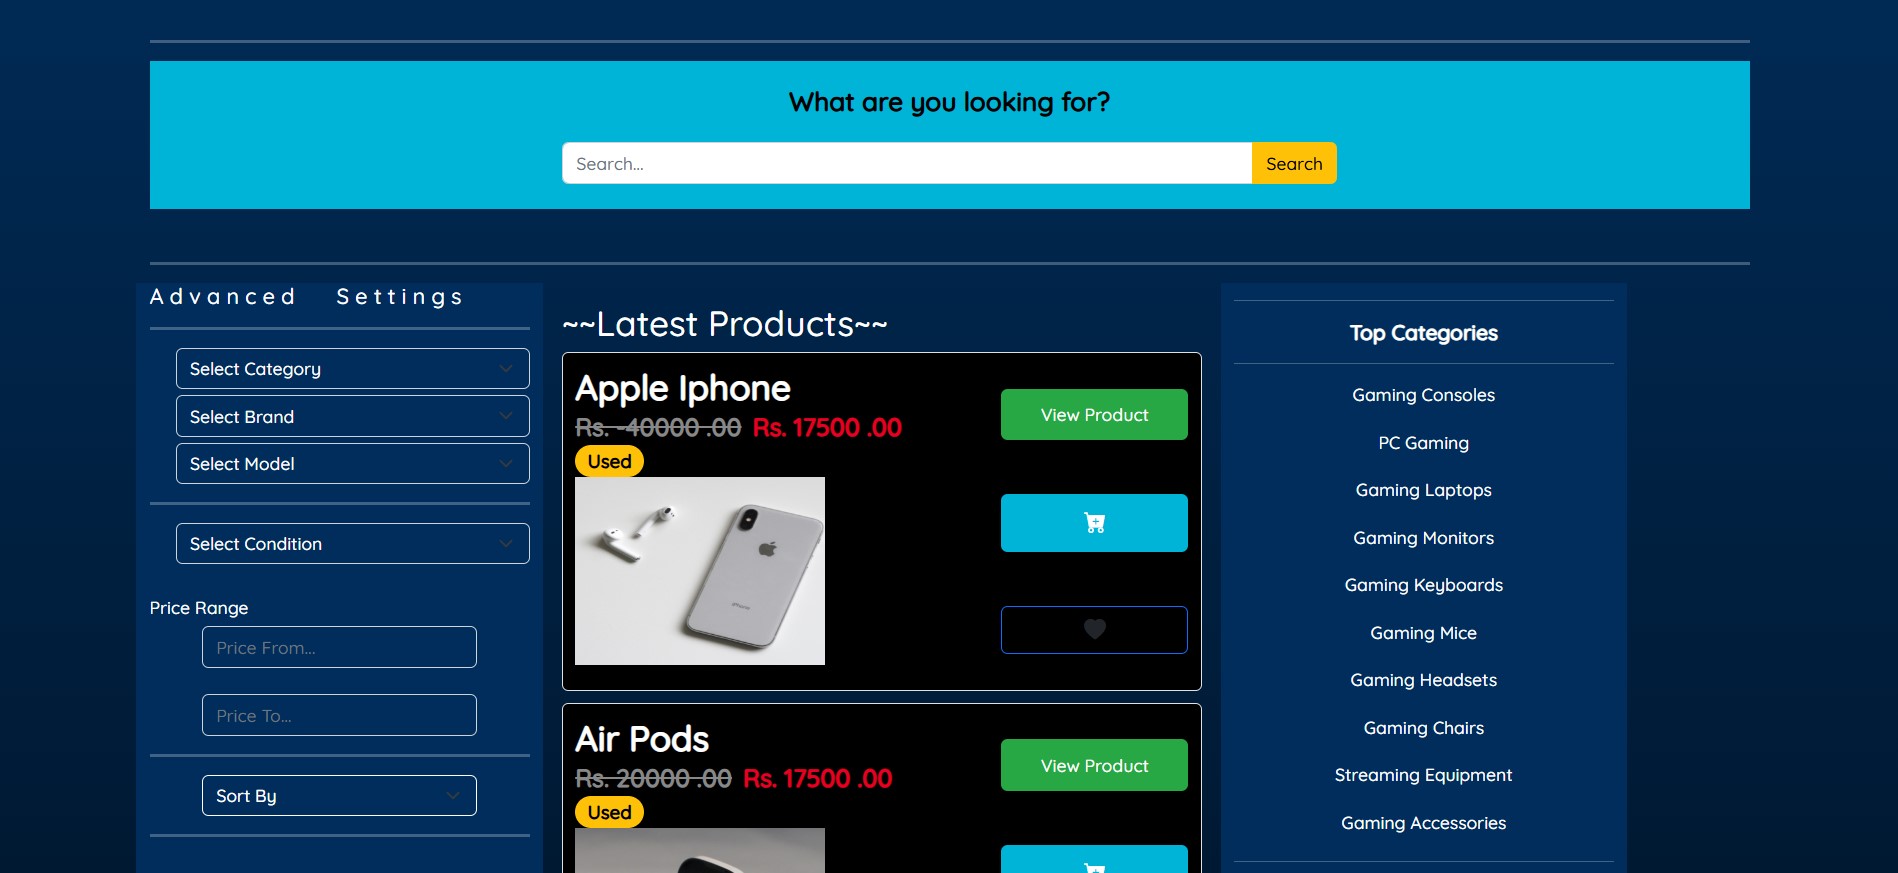 What are you looking for?
Search...
Search
Advanced Settings
Select Category
Select Brand
Select Model
Select Condition
Price Range
Price From...
Price To...
Sort By
~~Latest Products~~
Apple Iphone
Rs. -40000 .00 Rs. 17500 .00
Used
View Product
iPhone
Air Pods
Rs. 20000 .00 Rs. 17500 .00
Used
View Product
Top Categories
Gaming Consoles
PC Gaming
Gaming Laptops
Gaming Monitors
Gaming Keyboards
Gaming Mice
Gaming Headsets
Gaming Chairs
Streaming Equipment
Gaming Accessories